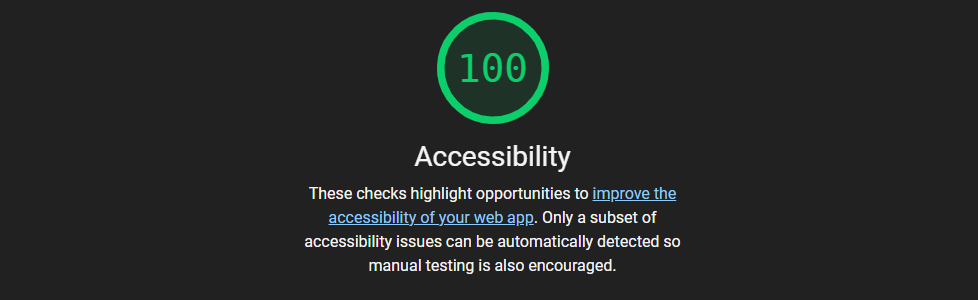 100
Accessibility
These checks highlight opportunities to improve the
accessibility of your web app. Only a subset of
accessibility issues can be automatically detected so
manual testing is also encouraged.